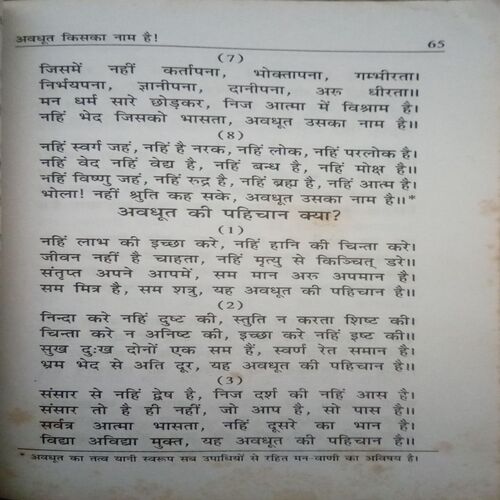 अवधूत किसका नाम है!
65
(7)
जिसमें नहीं कर्तापना, भोक्तापना, गम्भीरता।
निर्भयपना, ज्ञानीपना, दानीपना, अरु धीरता॥
मन धर्म सारे छोड़कर, निज आत्मा में विश्राम है।
नहिं भेद जिसको भासता, अवधूत उसका नाम है॥
(8)
नहिं स्वर्ग जहं, नहिं है नरक, नहिं लोक, नहिं परलोक है।
नहिं वेद नहिं वेद्य है, नहिं बन्ध है, नहिं मोक्ष है॥
नहिं विष्णु जहं, नहिं रुद्र है, नहिं ब्रह्म है, नहिं आत्म है।
भोला! नहीं श्रुति कह सके, अवधूत उसका नाम है॥*
अवधूत की पहिचान क्या?
(1)
नहिं लाभ की इच्छा करे, नहिं हानि की चिन्ता करे।
जीवन नहीं है चाहता, नहिं मृत्यु से किञ्चित् डरे॥
संतृप्त अपने आपमें, सम मान अरु अपमान है।
सम मित्र है, सम शत्रु, यह अवधूत की पहिचान है॥
(2)
निन्दा करे नहिं दुष्ट की, स्तुति न करता शिष्ट की।
चिन्ता करे न अनिष्ट की, इच्छा करे नहिं इष्ट की॥
सुख दुःख दोनों एक सम हैं, स्वर्ण रेत समान है।
भ्रम भेद से अति दूर, यह अवधूत की पहिचान है॥
(3)
संसार से नहिं द्वेष है, निज दर्श की नहिं आस है।
संसार तो है ही नहीं, जो आप है, सो पास है॥
सर्वत्र आत्मा भासता, नहिं दूसरे का भान है।
विद्या अविद्या मुक्त, यह अवधूत की पहिचान है॥
* अवधूत का तत्व यानी स्वरूप सब उपाधियों से रहित मन-वाणी का अविषय है।